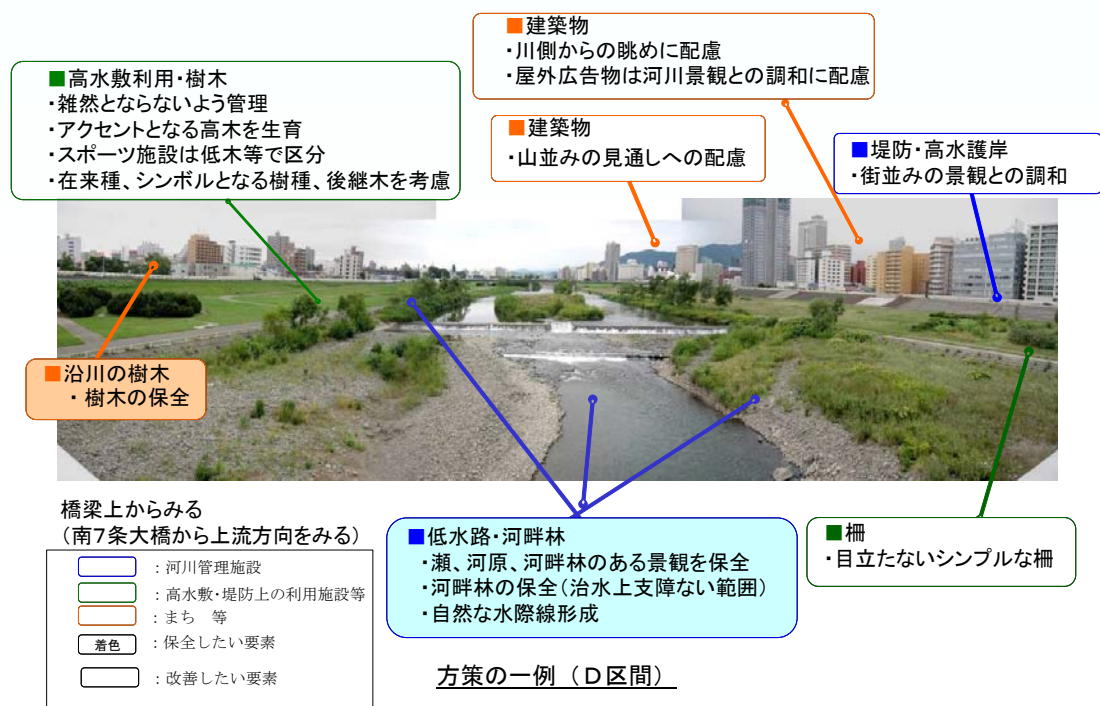 ■建築物
・川側からの眺めに配慮
・屋外広告物は河川景観との調和に配慮
■高水敷利用・樹木
・雑然とならないよう管理
・アクセントとなる高木を生育
・スポーツ施設は低木等で区分
・在来種、シンボルとなる樹種、後継木を考慮
■建築物
・山並みの見通しへの配慮
■堤防・高水護岸
・街並みの景観との調和
■沿川の樹木
・樹木の保全
橋梁上からみる
(南7条大橋から上流方向をみる)
：河川管理施設
：高水敷・堤防上の利用施設等
：まち　等
着色 ：保全したい要素
：改善したい要素
■低水路・河畔林
・瀬、河原、河畔林のある景観を保全
・河畔林の保全(治水上支障ない範囲)
・自然な水際線形成
■柵
・目立たないシンプルな柵
方策の一例（D区間）